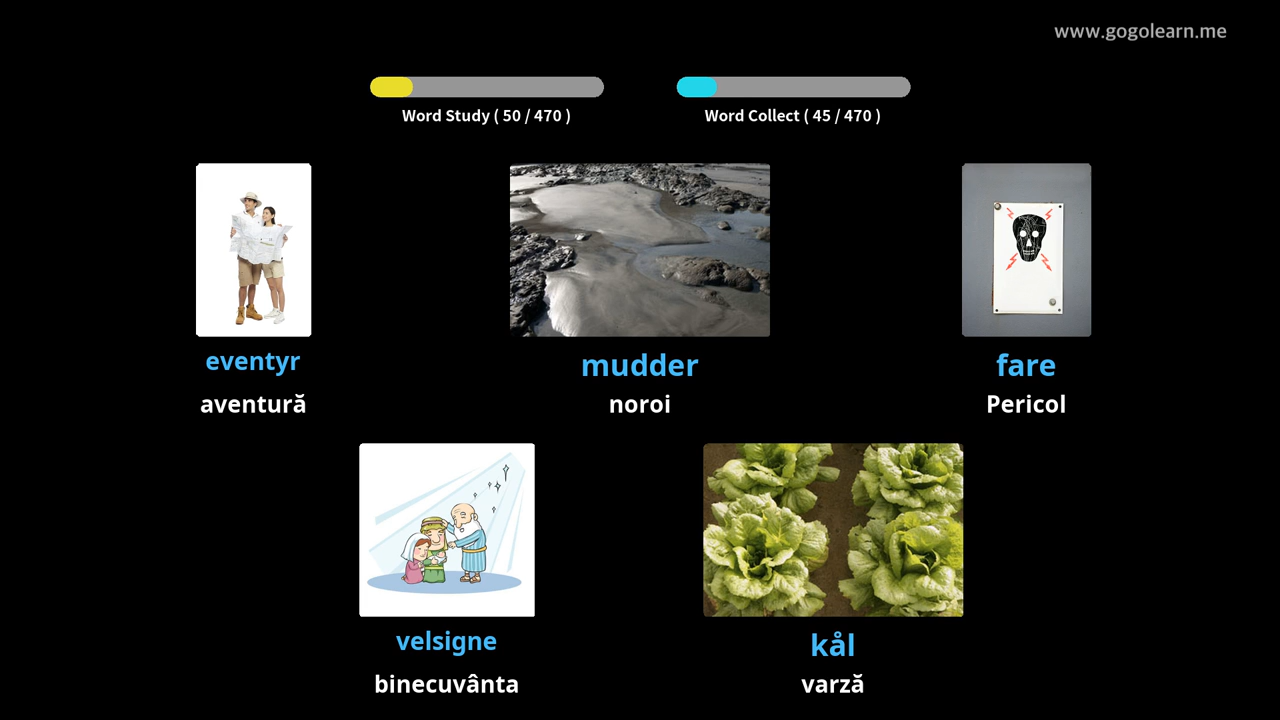 www.gogolearn.me
Word Study ( 50 / 470 )
Word Collect ( 45 / 470 )
eventyr
aventură
mudder
noroi
fare
Pericol
velsigne
binecuvânta
kål
varză